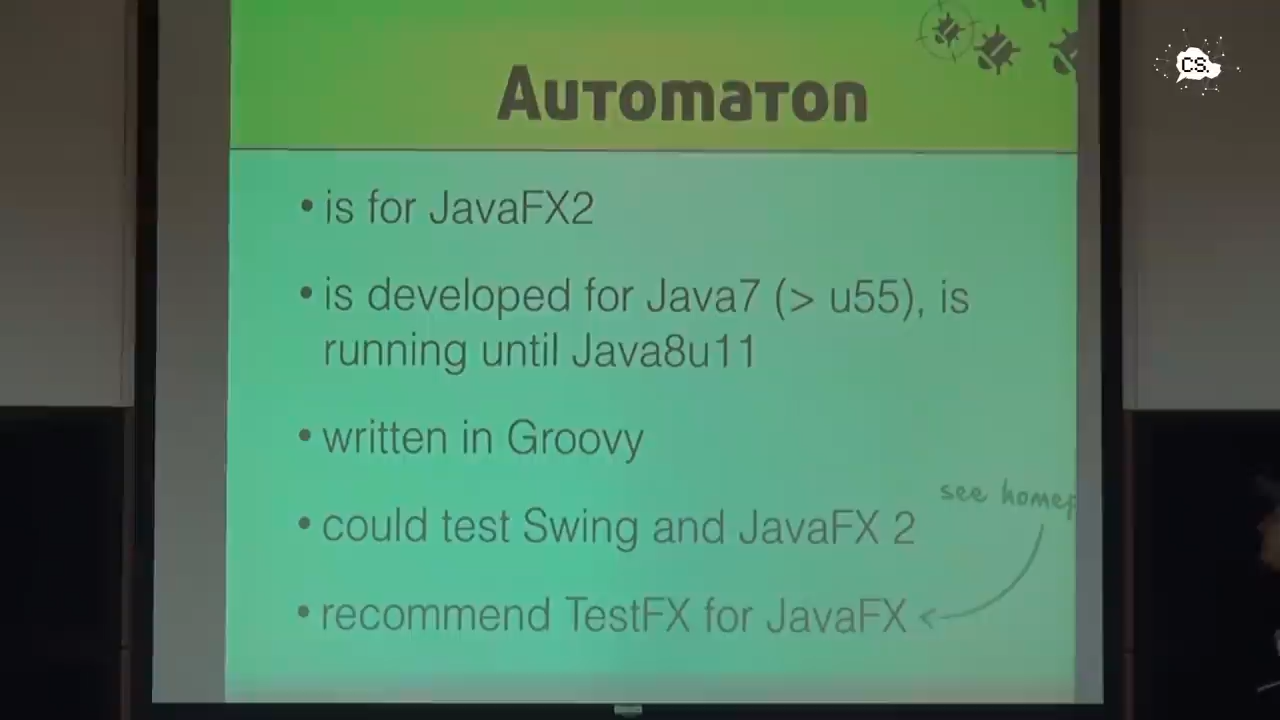 CS.
Automaton
• is for JavaFX2
• is developed for Java7 (> u55), is
running until Java8u11
• written in Groovy
see
• could test Swing and JavaFX 2
• recommend TestFX for JavaFX